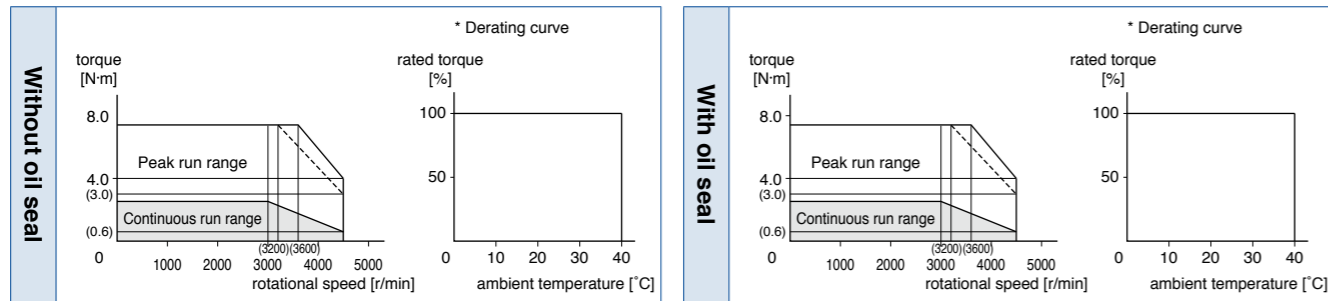 Without oil seal
* Derating curve
torque
[N·m]
8.0
4.0
(3.0)
(0.6)
0
Peak run range
Continuous run range
(3200)(3600)
1000 2000 3000 4000 5000
rotational speed [r/min]
rated torque
[%]
100
50
0 10 20 30 40
ambient temperature [˚C]
With oil seal
* Derating curve
torque
[N·m]
8.0
4.0
(3.0)
(0.6)
0
Peak run range
Continuous run range
(3200)(3600)
1000 2000 3000 4000 5000
rotational speed [r/min]
rated torque
[%]
100
50
0 10 20 30 40
ambient temperature [˚C]